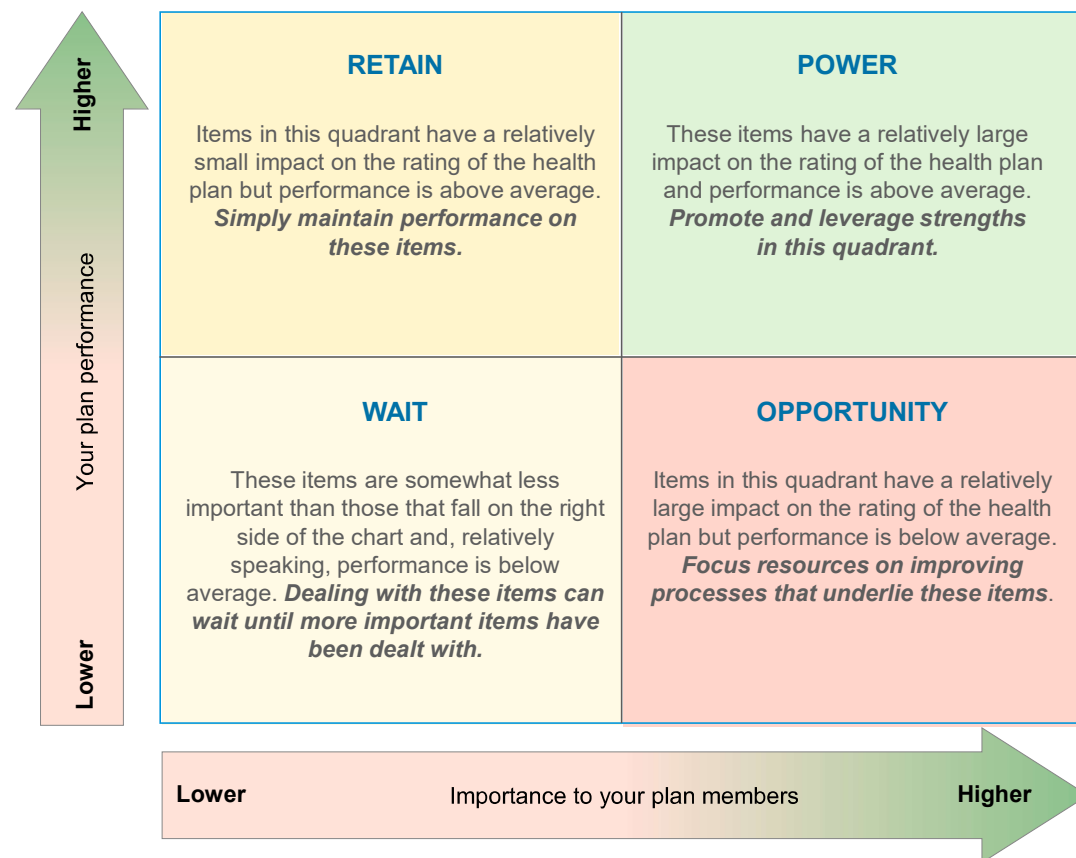 Higher
Your plan performance
Lower
RETAIN
Items in this quadrant have a relatively
small impact on the rating of the health
plan but performance is above average.
Simply maintain performance on
these items.
POWER
These items have a relatively large
impact on the rating of the health plan
and performance is above average.
Promote and leverage strengths
in this quadrant.
WAIT
These items are somewhat less
important than those that fall on the right
side of the chart and, relatively
speaking, performance is below
average. Dealing with these items can
wait until more important items have
been dealt with.
OPPORTUNITY
Items in this quadrant have a relatively
large impact on the rating of the health
plan but performance is below average.
Focus resources on improving
processes that underlie these items.
Lower
Importance to your plan members
Higher